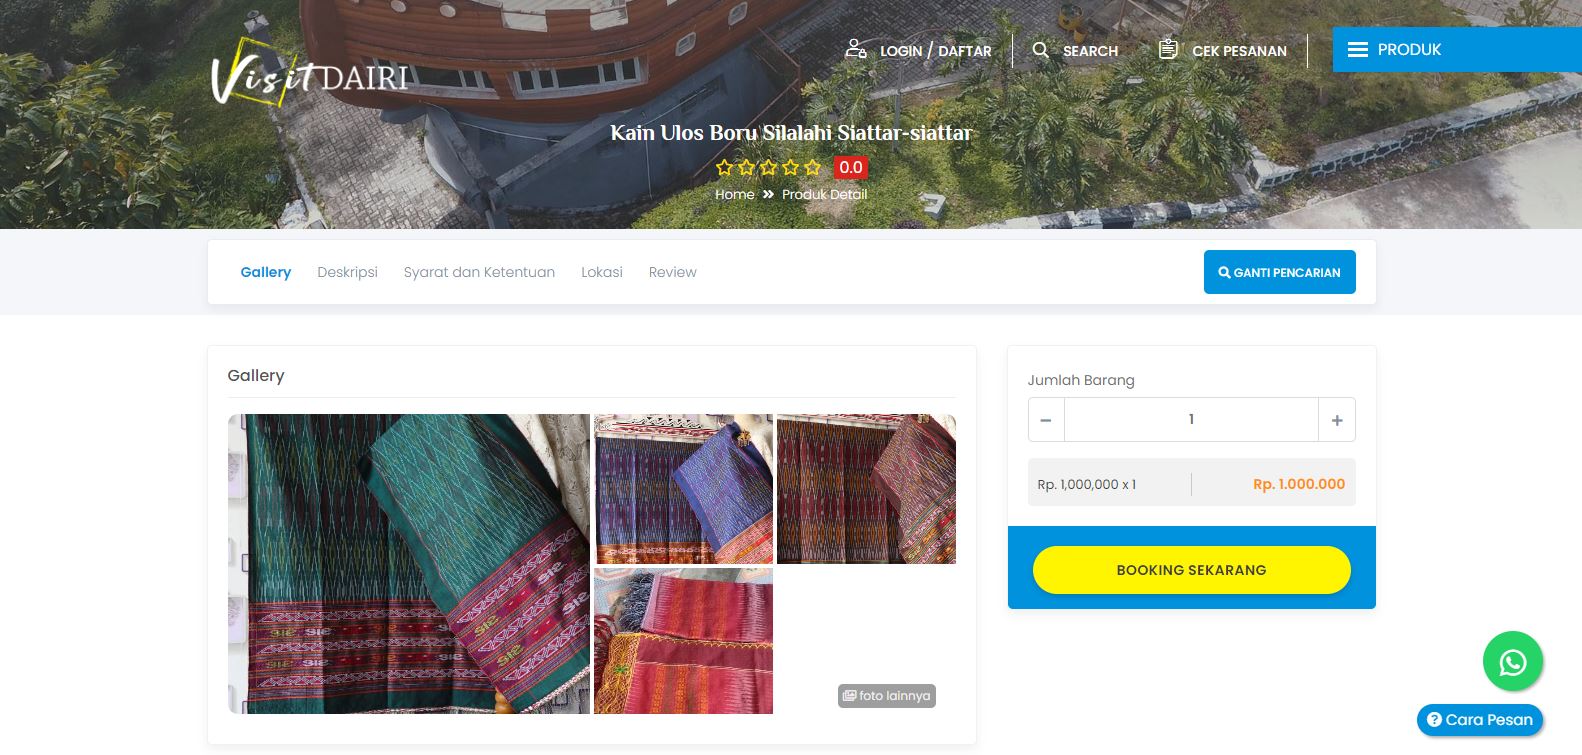 Visit DAIRI
LOGIN / DAFTAR
SEARCH
CEK PESANAN
PRODUK
Kain Ulos Boru Silalahi Siattar-siattar
0.0
Home » Produk Detail
Gallery
Deskripsi
Syarat dan Ketentuan
Lokasi
Review
GANTI PENCARIAN
Gallery
foto lainnya
Jumlah Barang
− 1 +
Rp. 1,000,000 x 1
Rp. 1.000.000
BOOKING SEKARANG
Cara Pesan